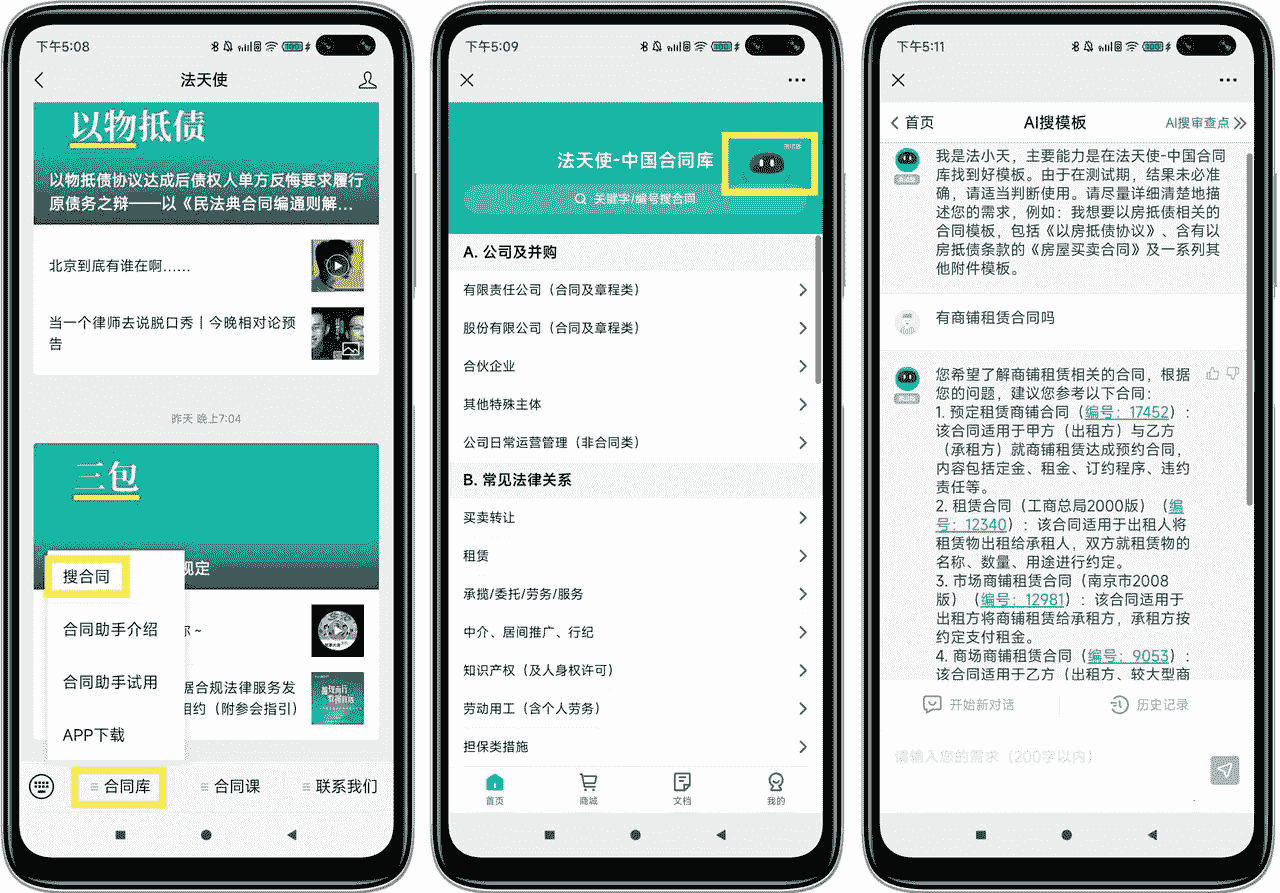 下午5:08
法天使
以物抵债
以物抵债协议达成后债权人单方反悔要求履行
原债务之辩——以《民法典合同编通则解...
北京到底有谁在啊......
当一个律师去说脱口秀丨今晚相对论预
告
昨天 晚上7:04
三包
规定
搜合同
合同助手介绍
你~
合同助手试用
据合规法律服务发
相约（附参会指引）
APP下载
合同库
合同课
联系我们
下午5:09
法天使-中国合同库
关键字/编号搜合同
A. 公司及并购
有限责任公司（合同及章程类）
股份有限公司（合同及章程类）
合伙企业
其他特殊主体
公司日常运营管理（非合同类）
B. 常见法律关系
买卖转让
租赁
承揽/委托/劳务/服务
中介、居间推广、行纪
知识产权（及人身权许可）
劳动用工（含个人劳务）
担保类措施
首页
商城
文档
我的
下午5:11
首页
AI搜模板
AI搜审查点
我是法小天，主要能力是在法天使-中国合同
库找到好模板。由于在测试期，结果未必准
确，请适当判断使用。请尽量详细清楚地描
述您的需求，例如：我想要以房抵债相关的
合同模板，包括《以房抵债协议》、含有以
房抵债条款的《房屋买卖合同》及一系列其
他附件模板。
有商铺租赁合同吗
您希望了解商铺租赁相关的合同，根据
您的问题，建议您参考以下合同：
1. 预定租赁商铺合同（编号：17452）：
该合同适用于甲方（出租方）与乙方
（承租方）就商铺租赁达成预约合同，
内容包括定金、租金、订约程序、违约
责任等。
2. 租赁合同（工商总局2000版）（编
号：12340）：该合同适用于出租人将
租赁物出租给承租人，双方就租赁物的
名称、数量、用途进行约定。
3. 市场商铺租赁合同（南京市2008
版）（编号：12981）：该合同适用于
出租方将商铺租赁给承租方，承租方按
约定支付租金。
4. 商场商铺租赁合同（编号：9053）：
该合同适用于乙方（出租方、较大型商
开始新对话
历史记录
请输入您的需求（200字以内）